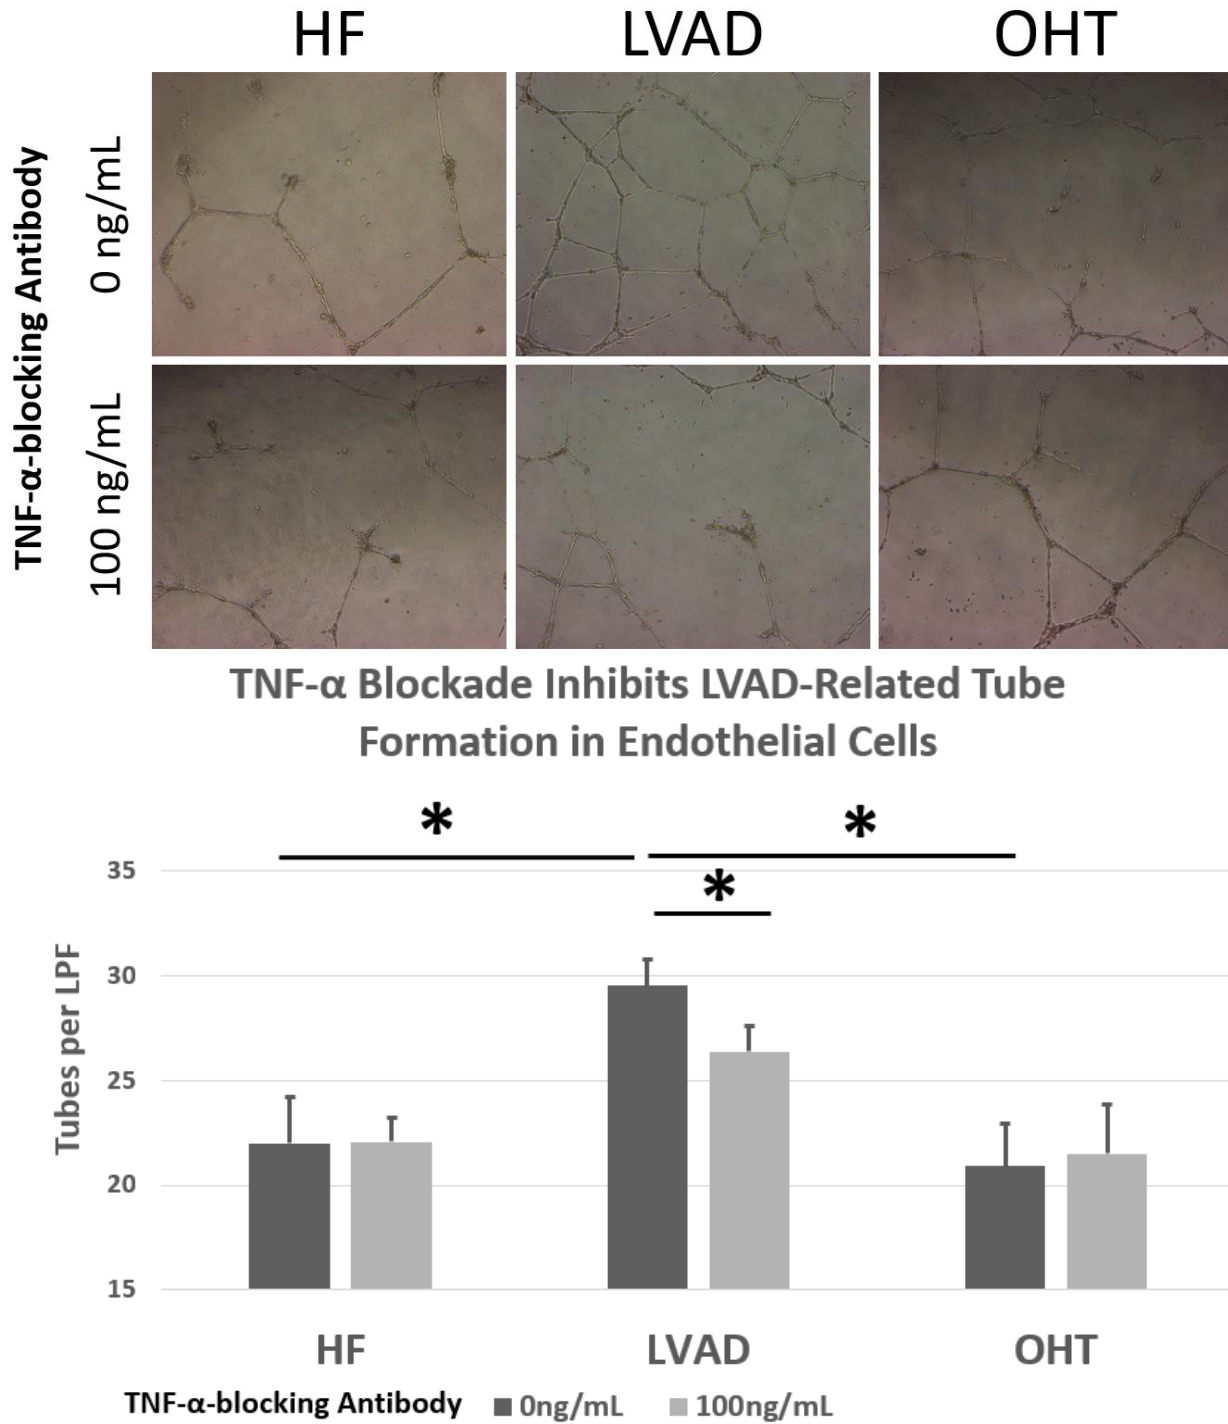 HF LVAD OHT
TNF-α-blocking Antibody
0 ng/mL
100 ng/mL
TNF-α Blockade Inhibits LVAD-Related Tube
Formation in Endothelial Cells
* *
*
Tubes per LPF
35
30
25
20
15
HF LVAD OHT
TNF-α-blocking Antibody 0ng/mL 100ng/mL